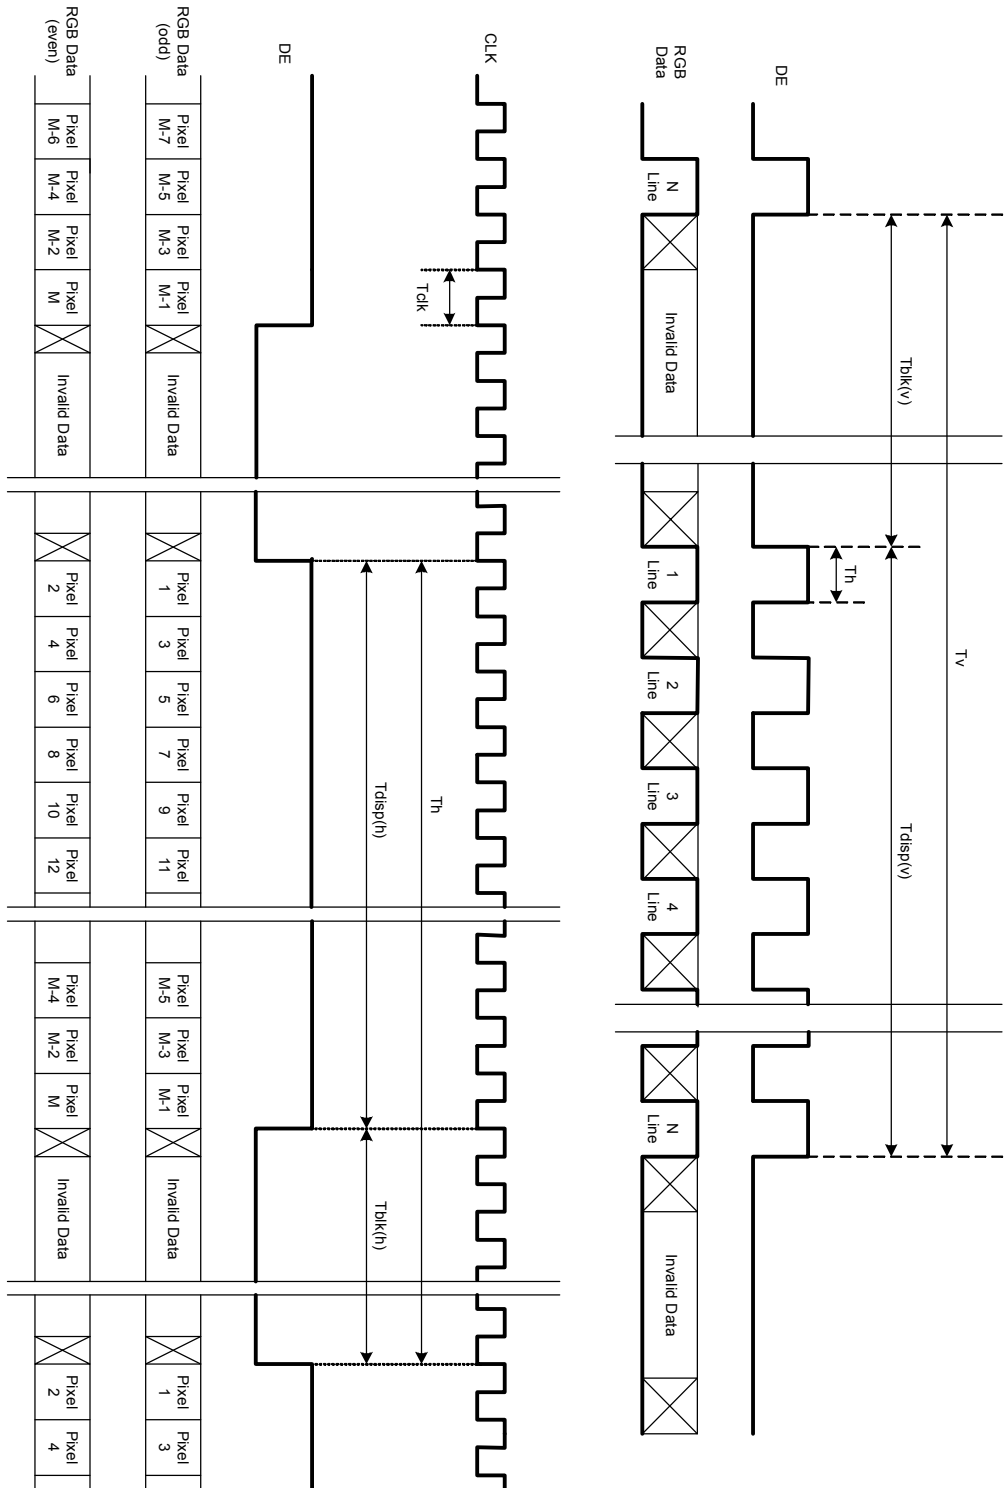 Tv
Tblk(v) Tdisp(v)
Th
DE
RGB
Data
N
Line
Invalid Data
1
Line
2
Line
3
Line
4
Line
N
Line
Invalid Data
CLK
Tclk
Th
Tdisp(h) Tblk(h)
DE
RGB Data
(odd)
Pixel
M-7
Pixel
M-5
Pixel
M-3
Pixel
M-1
Invalid Data
Pixel
1
Pixel
3
Pixel
5
Pixel
7
Pixel
9
Pixel
11
Pixel
M-5
Pixel
M-3
Pixel
M-1
Invalid Data
Pixel
1
Pixel
3
RGB Data
(even)
Pixel
M-6
Pixel
M-4
Pixel
M-2
Pixel
M
Invalid Data
Pixel
2
Pixel
4
Pixel
6
Pixel
8
Pixel
10
Pixel
12
Pixel
M-4
Pixel
M-2
Pixel
M
Invalid Data
Pixel
2
Pixel
4